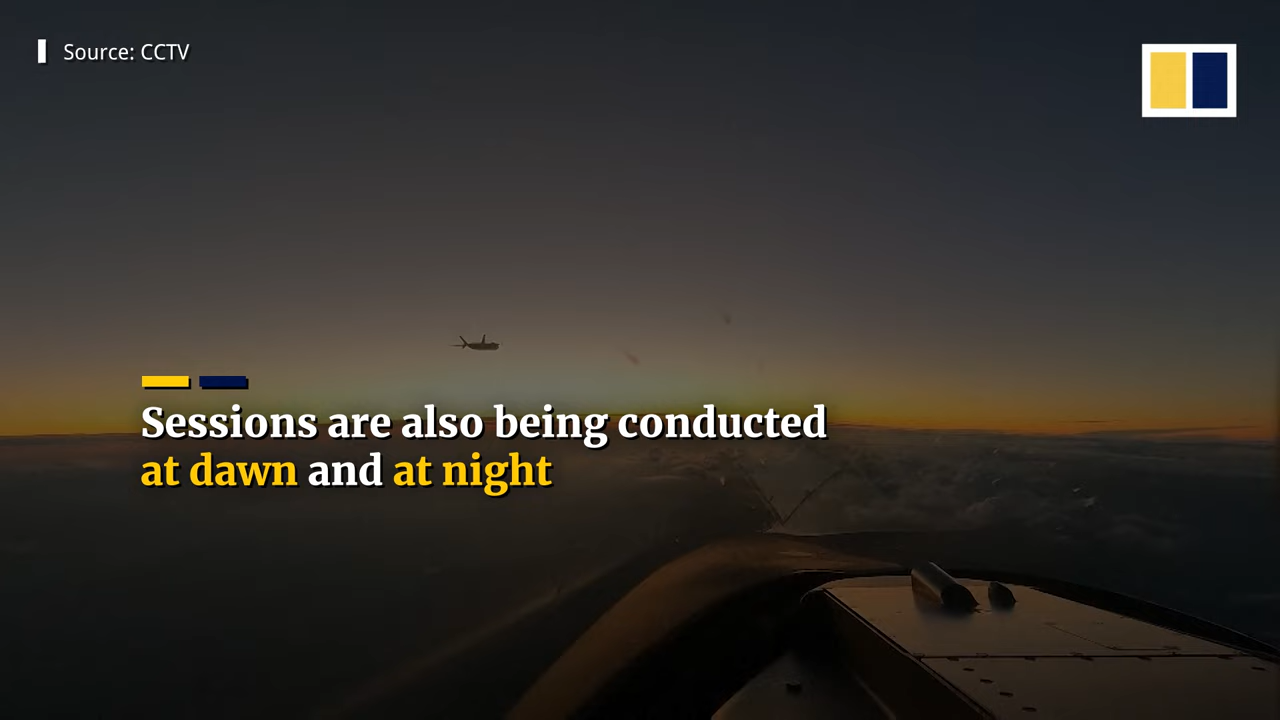 Source: CCTV
Sessions are also being conducted
at dawn and at night